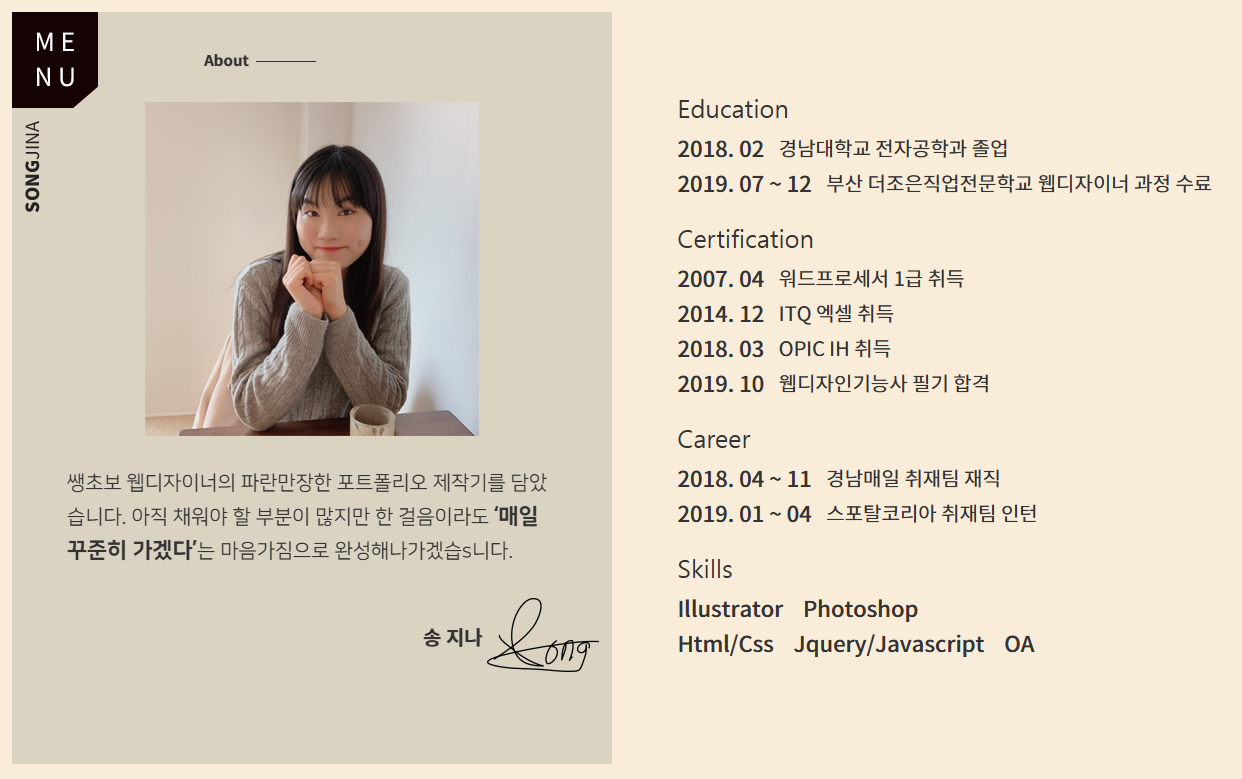 ME
NU
SONGJINA
About
쌩초보 웹디자이너의 파란만장한 포트폴리오 제작기를 담았
습니다. 아직 채워야 할 부분이 많지만 한 걸음이라도 ‘매일
꾸준히 가겠다’는 마음가짐으로 완성해나가겠습s니다.
송 지나
Song
Education
2018. 02 경남대학교 전자공학과 졸업
2019. 07 ~ 12 부산 더조은직업전문학교 웹디자이너 과정 수료
Certification
2007. 04 워드프로세서 1급 취득
2014. 12 ITQ 엑셀 취득
2018. 03 OPIC IH 취득
2019. 10 웹디자인기능사 필기 합격
Career
2018. 04 ~ 11 경남매일 취재팀 재직
2019. 01 ~ 04 스포탈코리아 취재팀 인턴
Skills
Illustrator Photoshop
Html/Css Jquery/Javascript OA